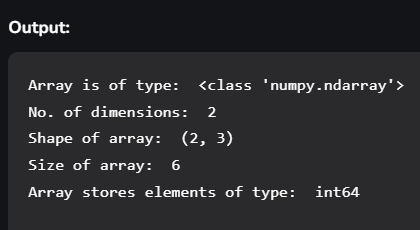 Output:
Array is of type:  <class 'numpy.ndarray'>
No. of dimensions:  2
Shape of array:  (2, 3)
Size of array:  6
Array stores elements of type:  int64